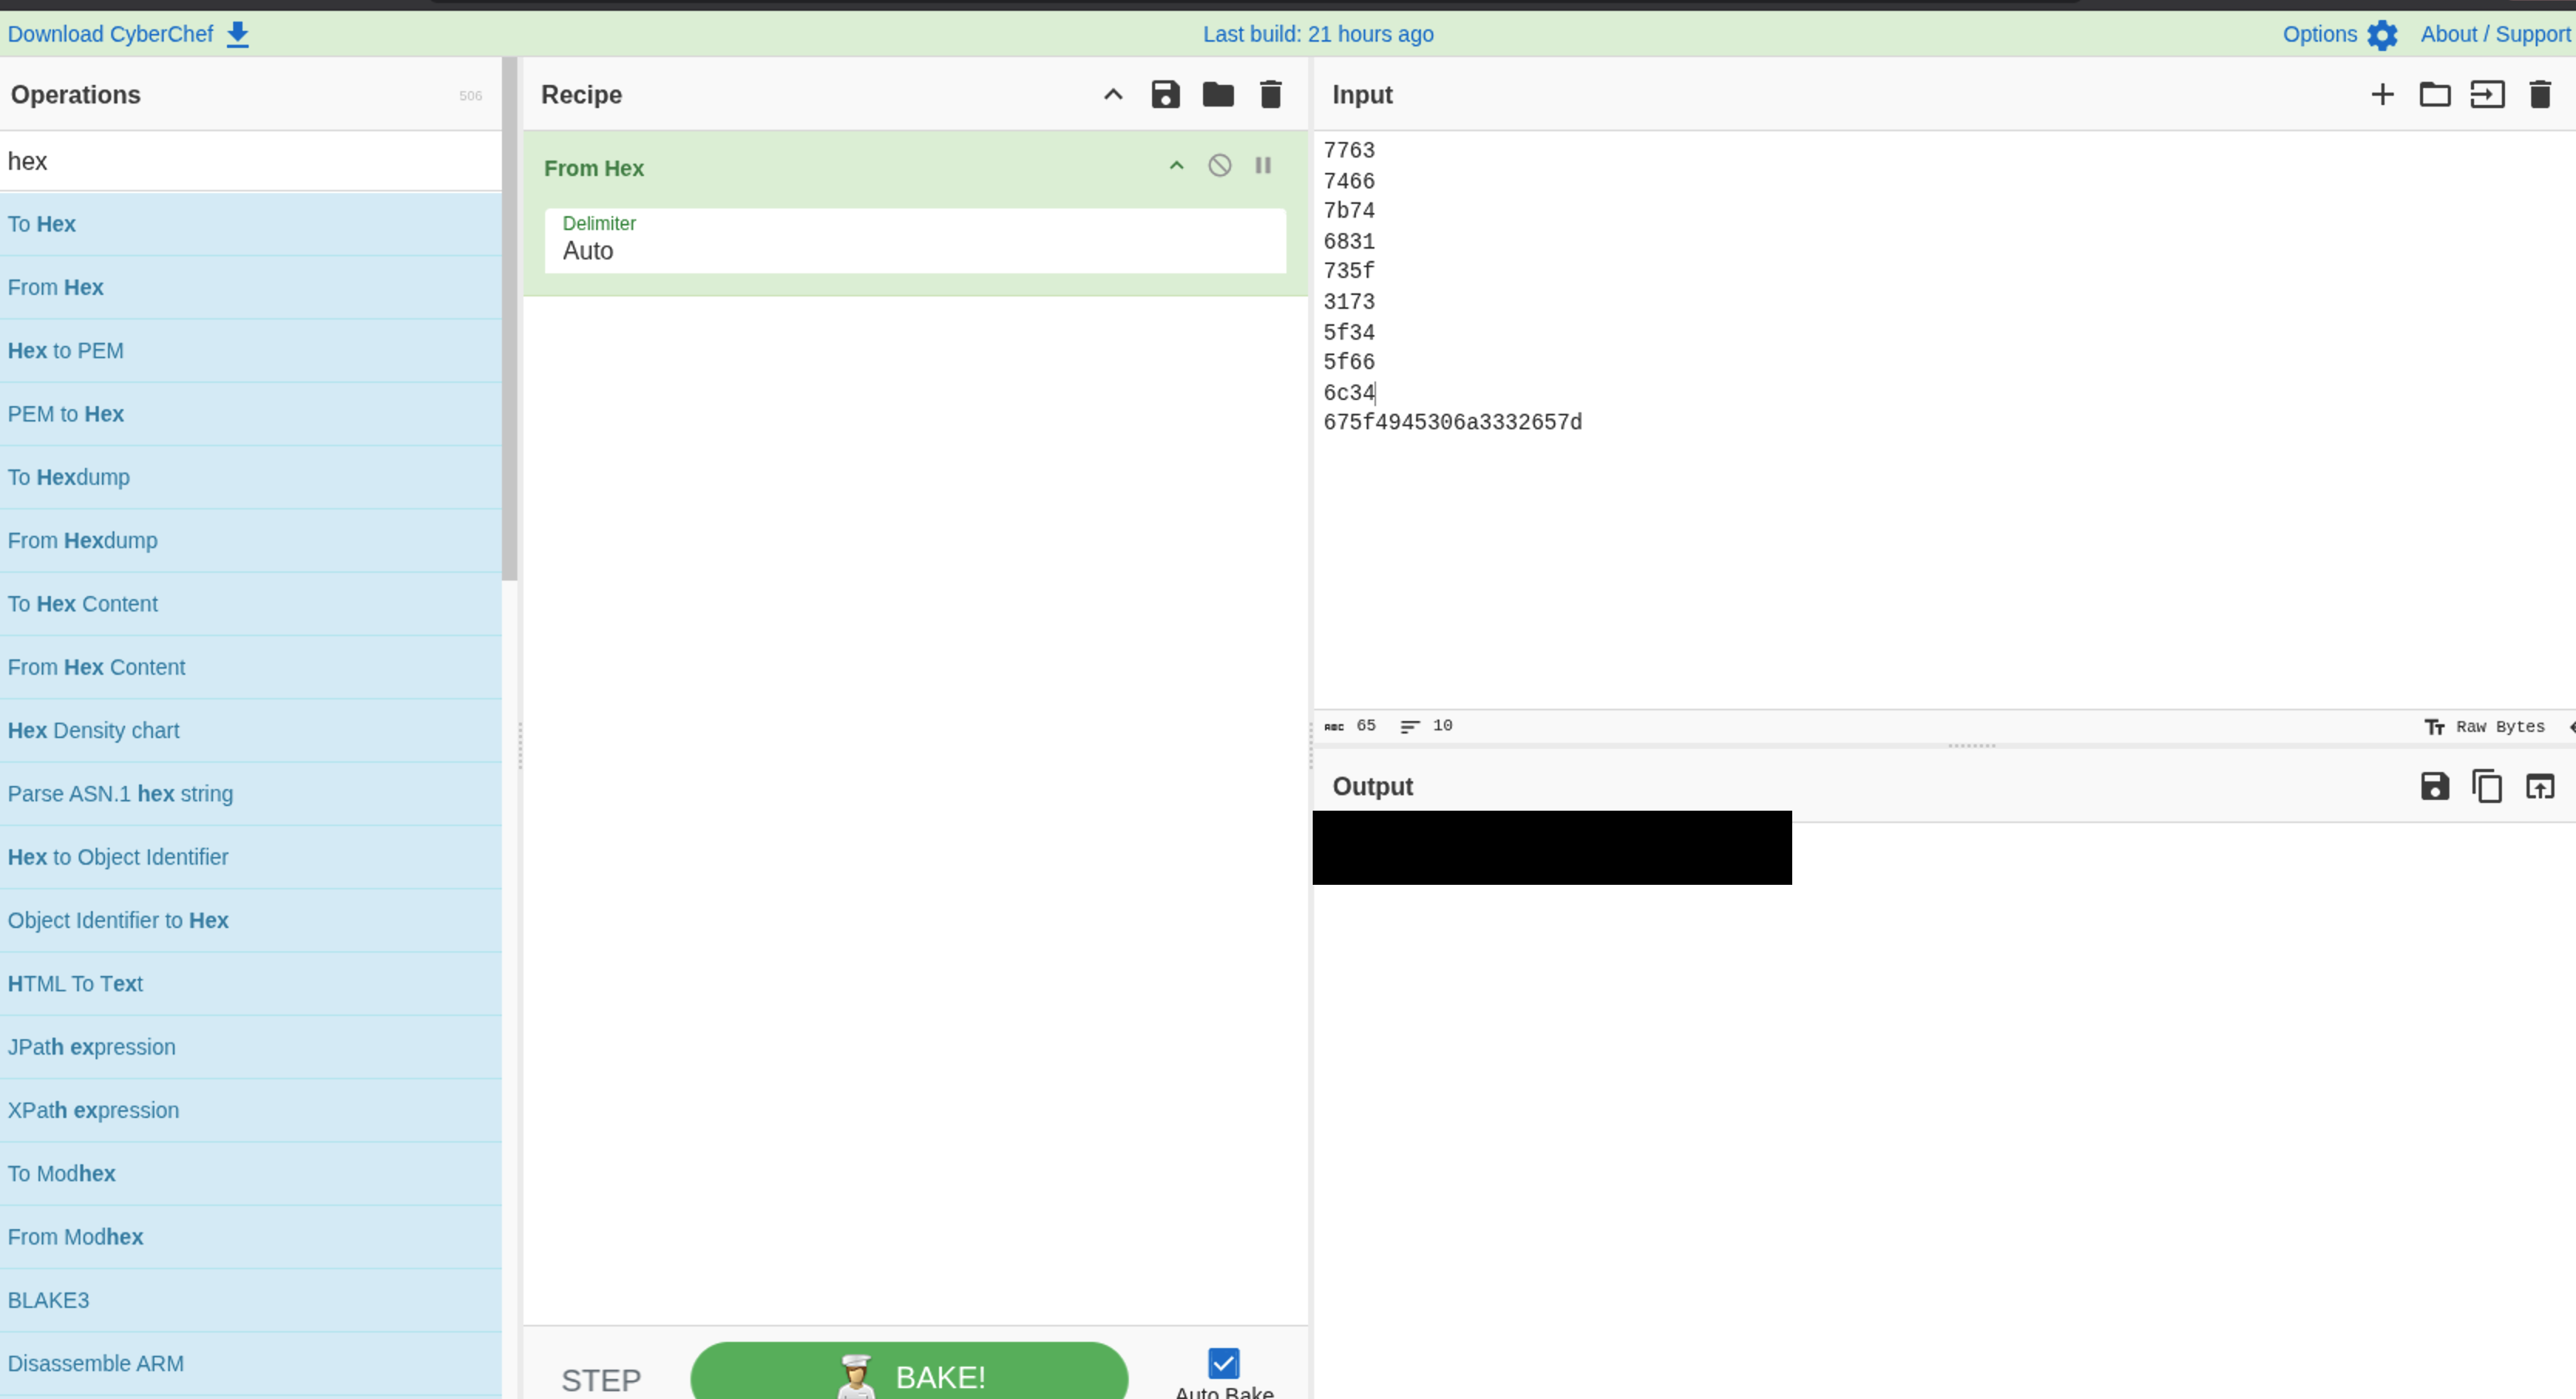 Download CyberChef
Last build: 21 hours ago
Options
About / Support
Operations
506
hex
To Hex
From Hex
Hex to PEM
PEM to Hex
To Hexdump
From Hexdump
To Hex Content
From Hex Content
Hex Density chart
Parse ASN.1 hex string
Hex to Object Identifier
Object Identifier to Hex
HTML To Text
JPath expression
XPath expression
To Modhex
From Modhex
BLAKE3
Disassemble ARM
Recipe
From Hex
Delimiter
Auto
STEP
BAKE!
Auto Bake
Input
7763
7466
7b74
6831
735f
3173
5f34
5f66
6c34
675f4945306a3332657d
ABC 65 10
Tт Raw Bytes
Output